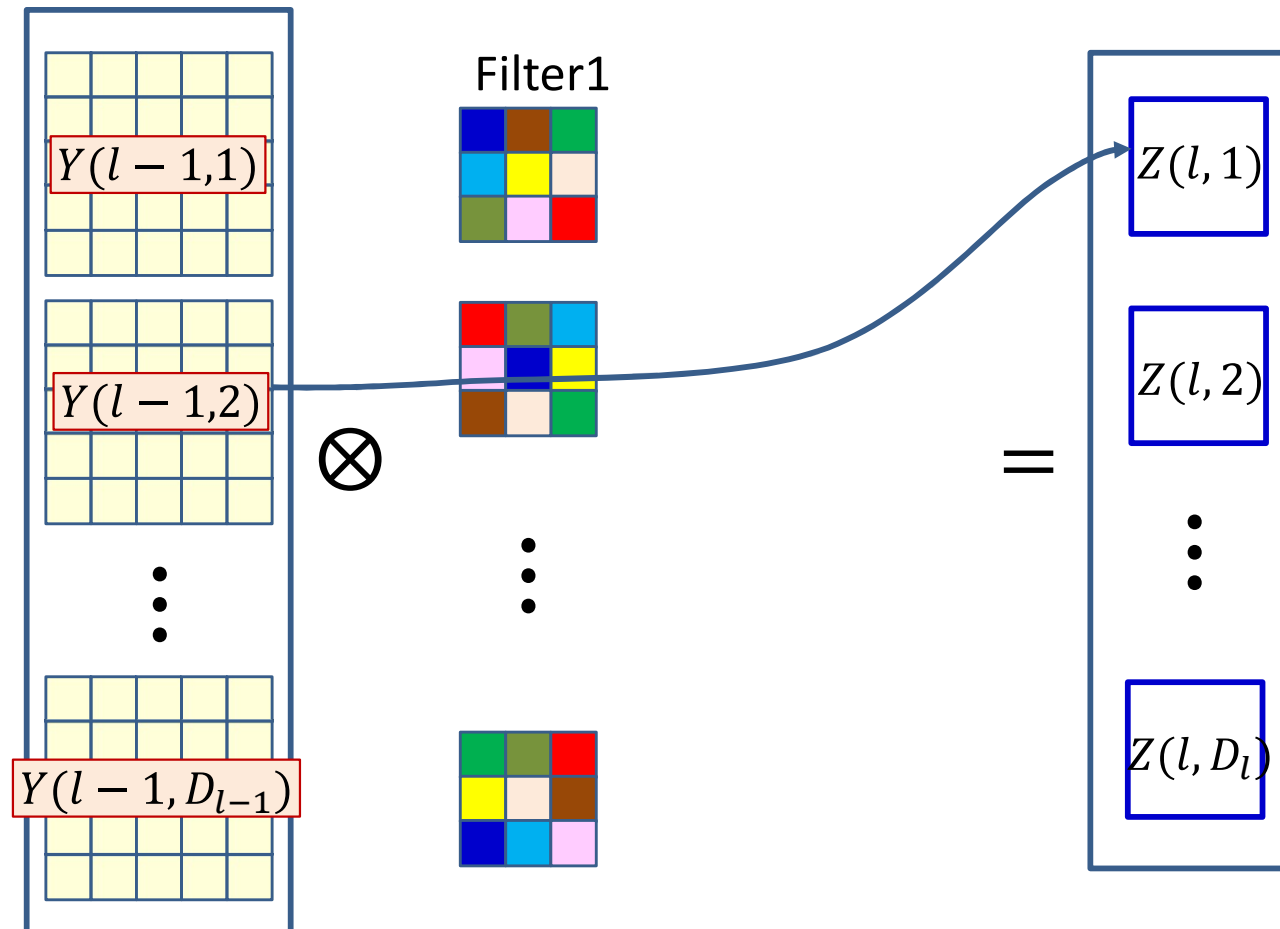 Filter1
Y(l − 1,1)
Z(l, 1)
Y(l − 1,2)
Z(l, 2)
⊗
=
Y(l − 1, D_{l−1})
Z(l, D_l)